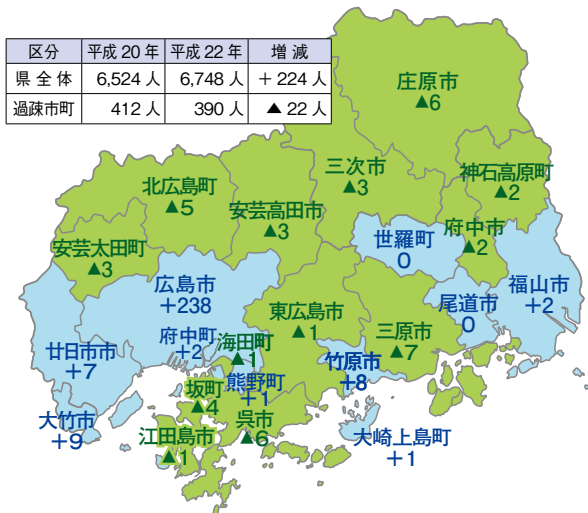 区分 平成20年 平成22年 増減
県全体 6,524人 6,748人 +224人
過疎市町 412人 390人 ▲22人
庄原市
▲6
神石高原町
▲2
三次市
▲3
北広島町
▲5
安芸高田市
▲3
安芸太田町
▲3
世羅町
0
府中市
▲2
広島市
+238
福山市
+2
尾道市
0
東広島市
▲1
三原市
▲7
府中町
+2
海田町
▲1
廿日市市
+7
竹原市
+8
熊野町
+1
坂町
▲4
大竹市
+9
呉市
▲6
江田島市
▲1
大崎上島町
+1